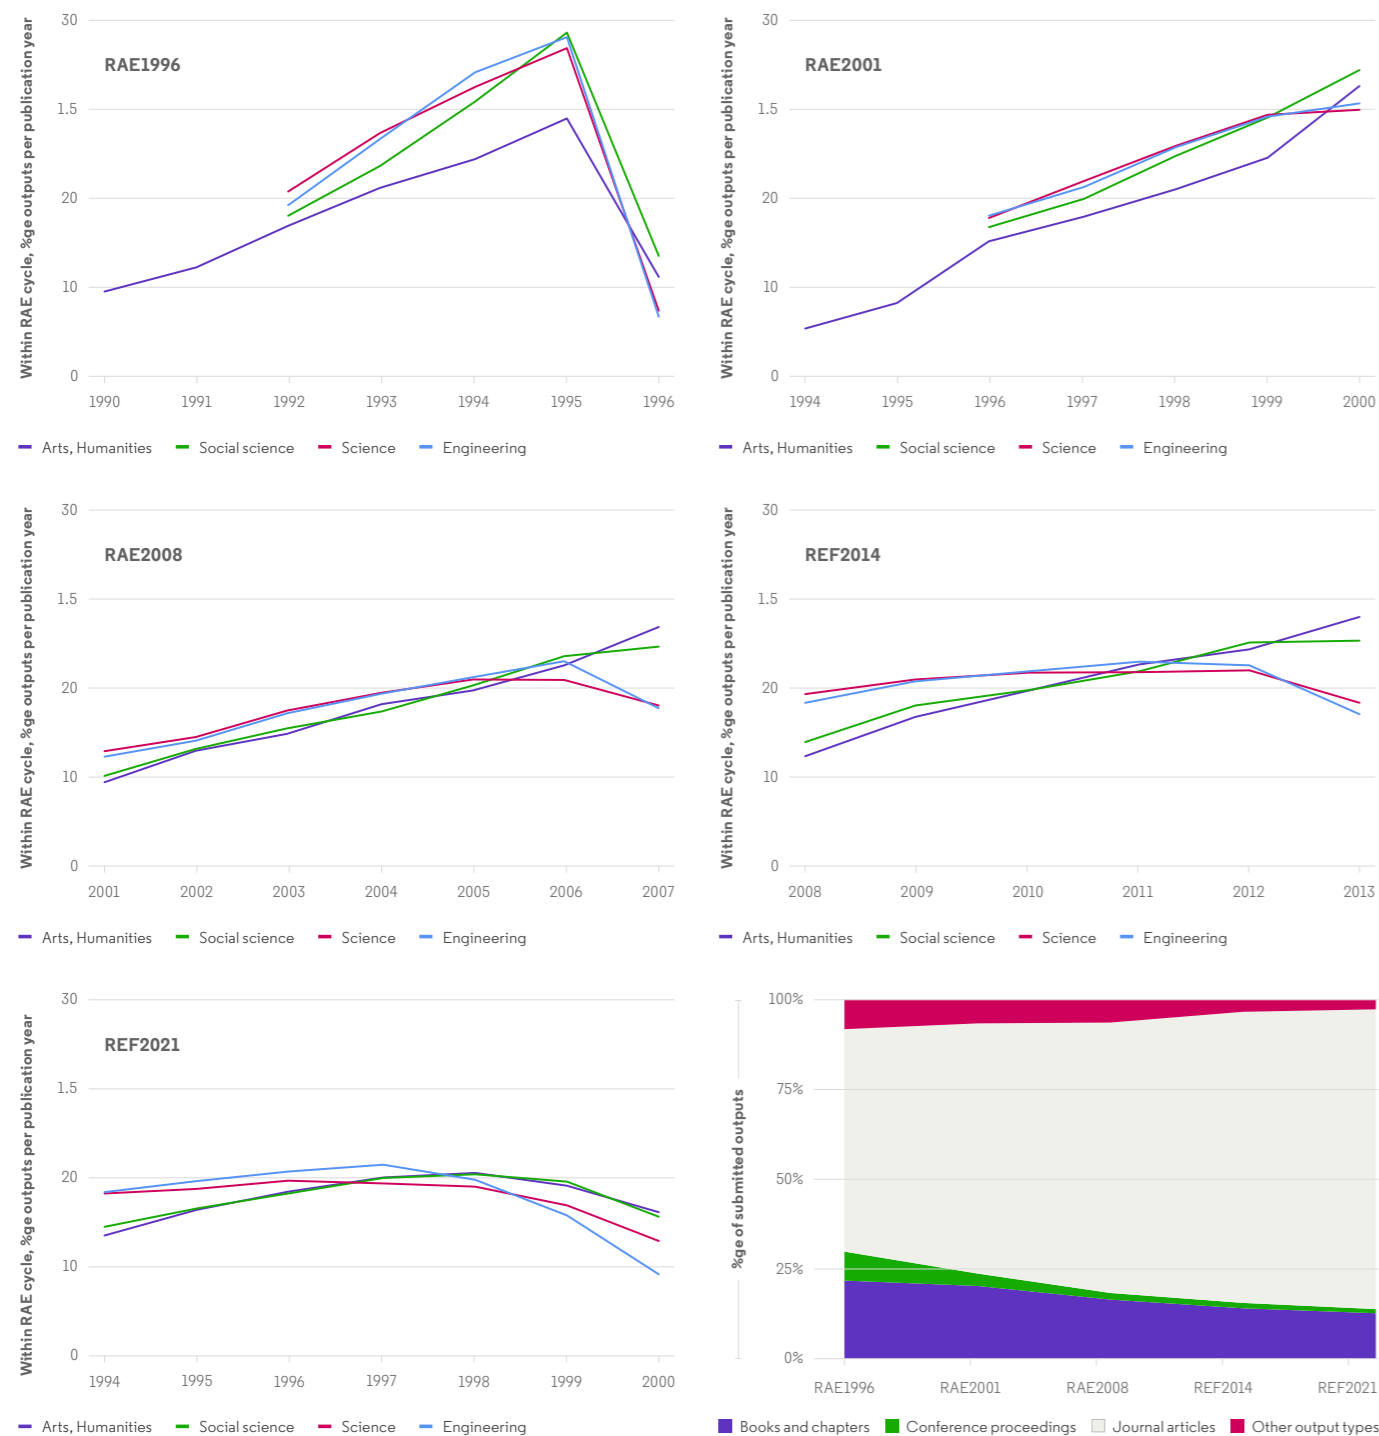 Within RAE cycle, %ge outputs per publication year
RAE1996
30
1.5
20
10
0
1990 1991 1992 1993 1994 1995 1996
Arts, Humanities Social science Science Engineering
Within RAE cycle, %ge outputs per publication year
RAE2001
30
1.5
20
10
0
1994 1995 1996 1997 1998 1999 2000
Arts, Humanities Social science Science Engineering
Within RAE cycle, %ge outputs per publication year
RAE2008
30
1.5
20
10
0
2001 2002 2003 2004 2005 2006 2007
Arts, Humanities Social science Science Engineering
Within RAE cycle, %ge outputs per publication year
REF2014
30
1.5
20
10
0
2008 2009 2010 2011 2012 2013
Arts, Humanities Social science Science Engineering
Within RAE cycle, %ge outputs per publication year
REF2021
30
1.5
20
10
0
1994 1995 1996 1997 1998 1999 2000
Arts, Humanities Social science Science Engineering
%ge of submitted outputs
100%
75%
50%
25%
0%
RAE1996 RAE2001 RAE2008 REF2014 REF2021
Books and chapters Conference proceedings Journal articles Other output types